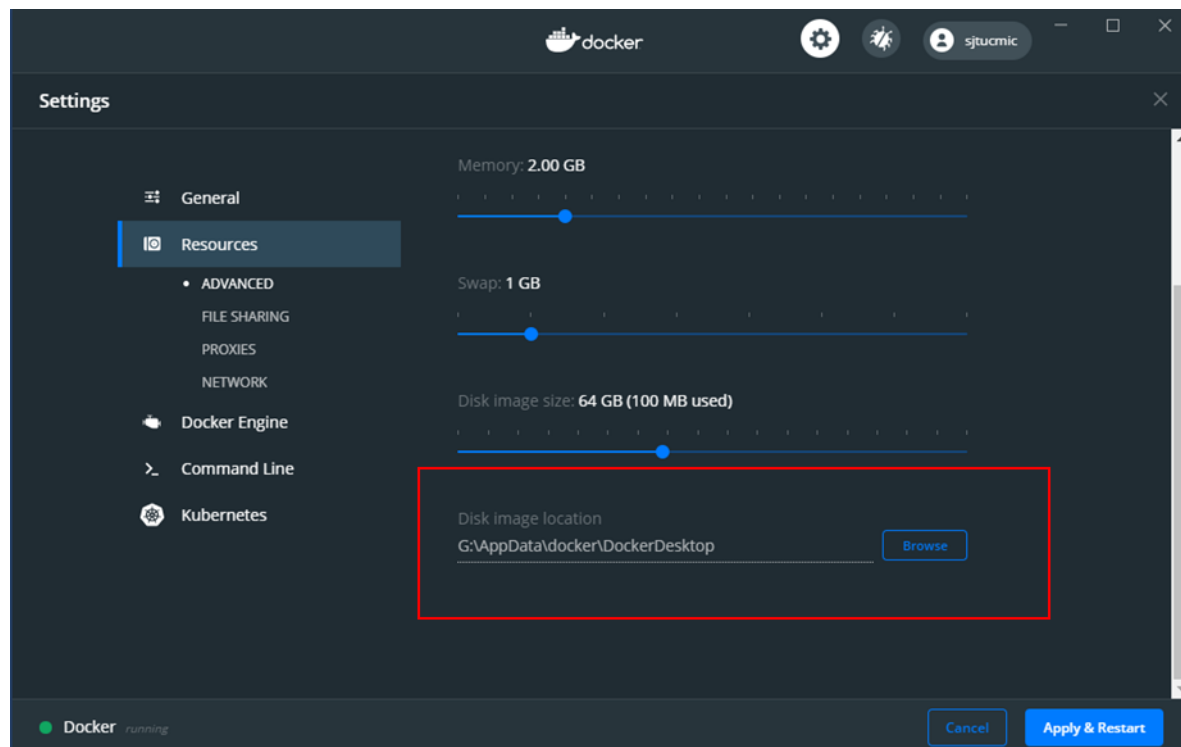 docker
sjtucmic
Settings
General
Resources
ADVANCED
FILE SHARING
PROXIES
NETWORK
Docker Engine
Command Line
Kubernetes
Memory: 2.00 GB
Swap: 1 GB
Disk image size: 64 GB (100 MB used)
Disk image location
G:\AppData\docker\DockerDesktop
Browse
Docker running
Cancel
Apply & Restart